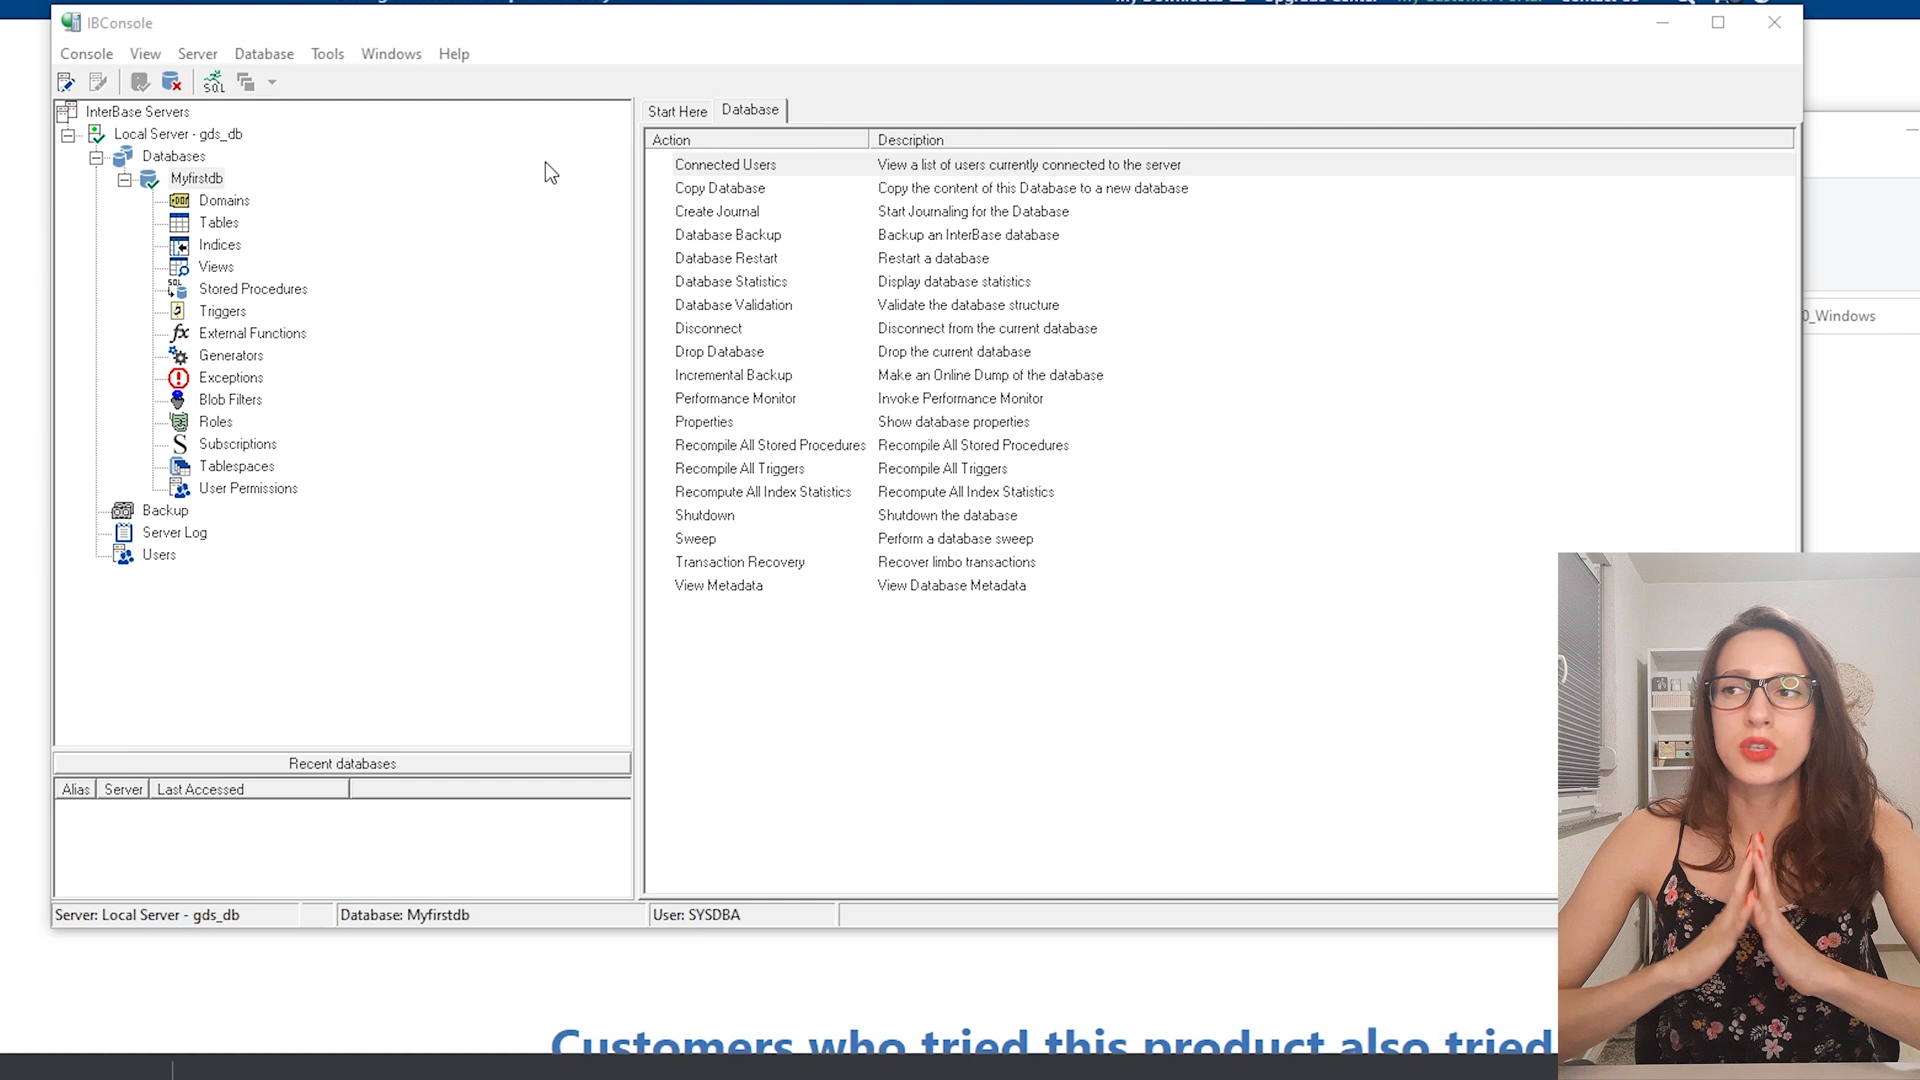 IBConsole
Console View Server Database Tools Windows Help
SQL
InterBase Servers
Local Server - gds_db
Databases
Myfirstdb
Domains
Tables
Indices
Views
Stored Procedures
Triggers
External Functions
Generators
Exceptions
Blob Filters
Roles
Subscriptions
Tablespaces
User Permissions
Backup
Server Log
Users
Recent databases
Alias Server Last Accessed
Start Here Database
Action Description
Connected Users View a list of users currently connected to the server
Copy Database Copy the content of this Database to a new database
Create Journal Start Journaling for the Database
Database Backup Backup an InterBase database
Database Restart Restart a database
Database Statistics Display database statistics
Database Validation Validate the database structure
Disconnect Disconnect from the current database
Drop Database Drop the current database
Incremental Backup Make an Online Dump of the database
Performance Monitor Invoke Performance Monitor
Properties Show database properties
Recompile All Stored Procedures Recompile All Stored Procedures
Recompile All Triggers Recompile All Triggers
Recompute All Index Statistics Recompute All Index Statistics
Shutdown Shutdown the database
Sweep Perform a database sweep
Transaction Recovery Recover limbo transactions
View Metadata View Database Metadata
0_Windows
Server: Local Server - gds_db Database: Myfirstdb User: SYSDBA
Customers who tried this product also tried